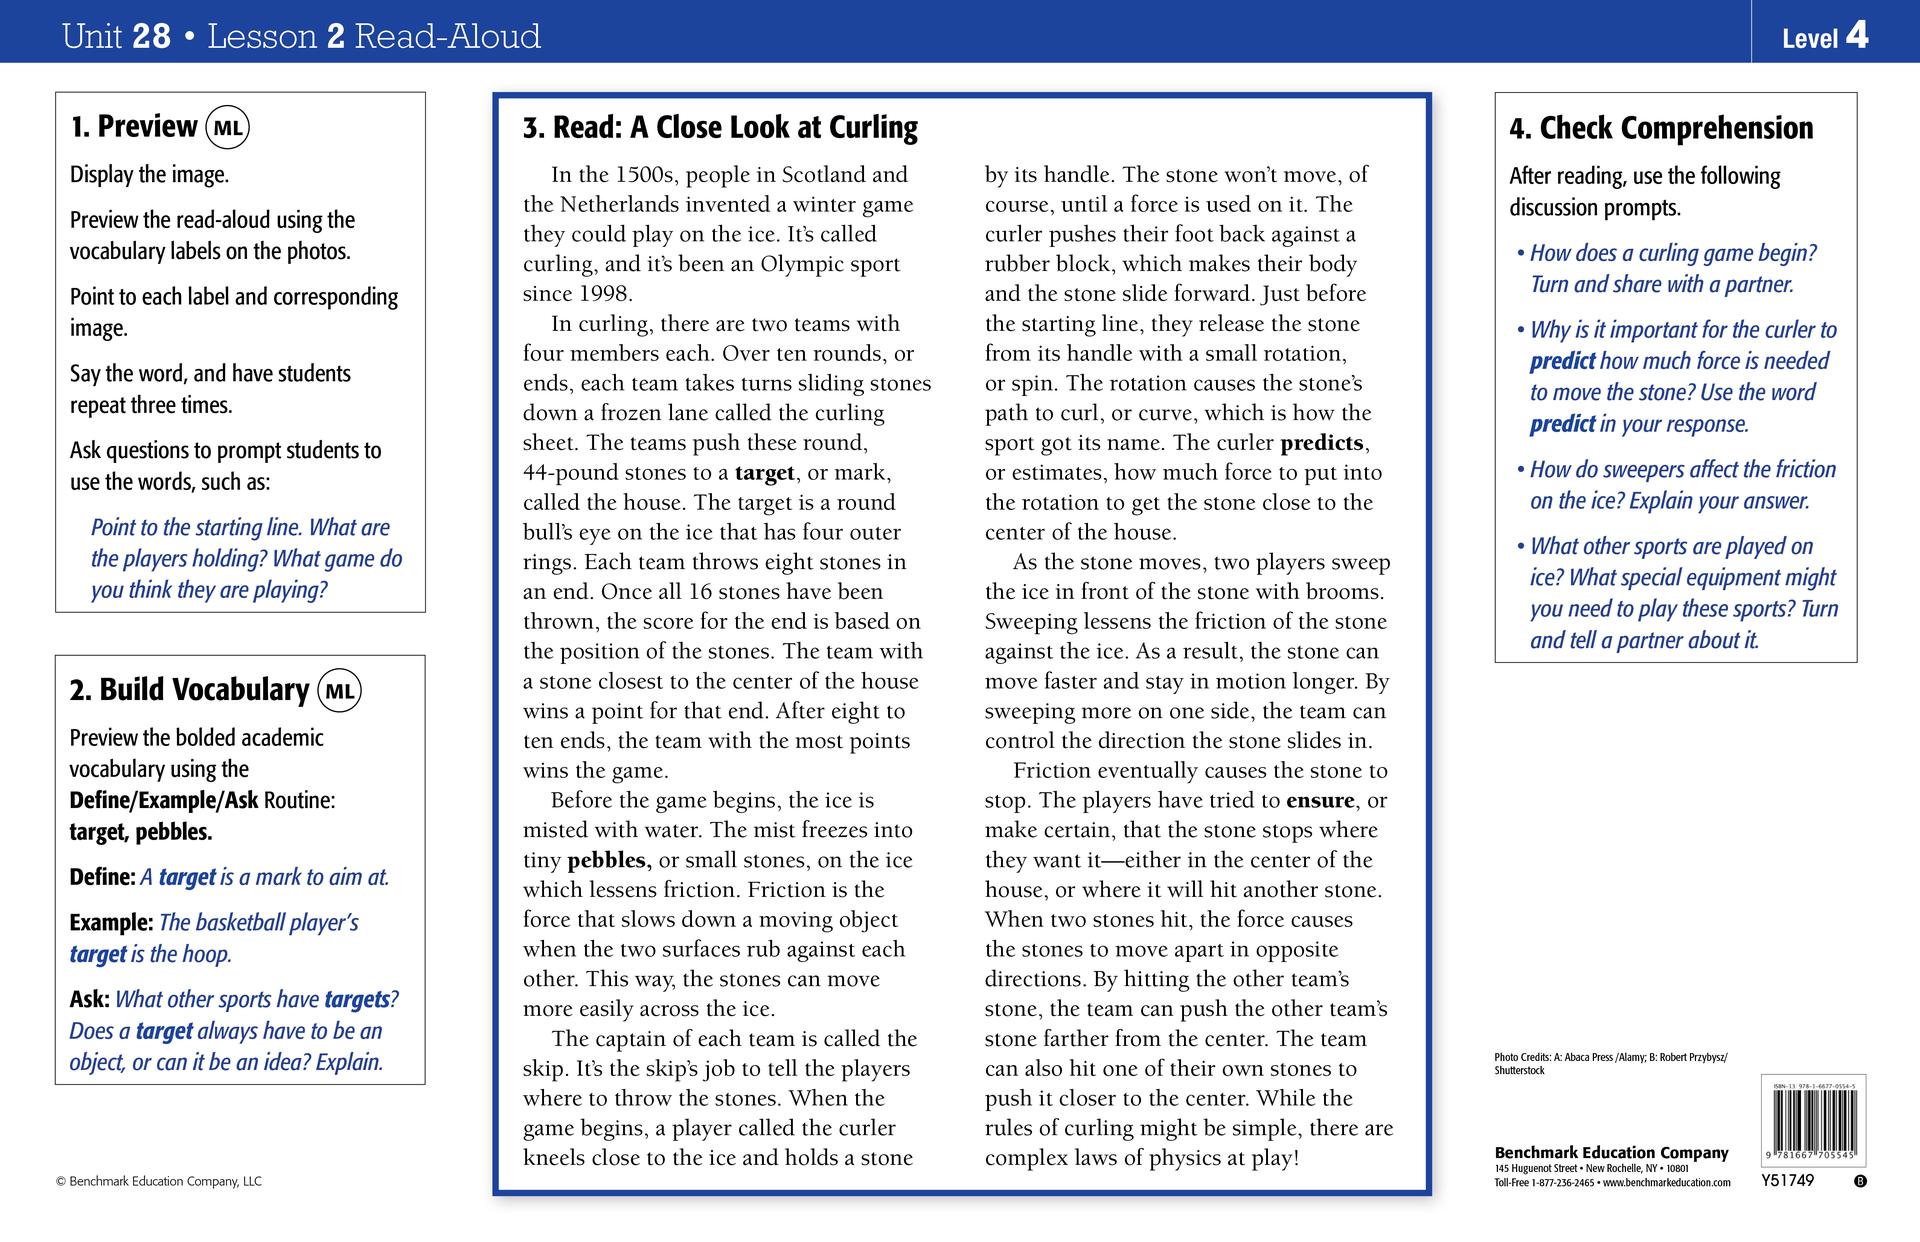 Unit 28 • Lesson 2 Read-Aloud
Level 4
1. Preview ML
Display the image.
Preview the read-aloud using the
vocabulary labels on the photos.
Point to each label and corresponding
image.
Say the word, and have students
repeat three times.
Ask questions to prompt students to
use the words, such as:
Point to the starting line. What are
the players holding? What game do
you think they are playing?
2. Build Vocabulary ML
Preview the bolded academic
vocabulary using the
Define/Example/Ask Routine:
target, pebbles.
Define: A target is a mark to aim at.
Example: The basketball player's
target is the hoop.
Ask: What other sports have targets?
Does a target always have to be an
object, or can it be an idea? Explain.
© Benchmark Education Company, LLC
3. Read: A Close Look at Curling
In the 1500s, people in Scotland and
the Netherlands invented a winter game
they could play on the ice. It's called
curling, and it's been an Olympic sport
since 1998.
In curling, there are two teams with
four members each. Over ten rounds, or
ends, each team takes turns sliding stones
down a frozen lane called the curling
sheet. The teams push these round,
44-pound stones to a target, or mark,
called the house. The target is a round
bull's eye on the ice that has four outer
rings. Each team throws eight stones in
an end. Once all 16 stones have been
thrown, the score for the end is based on
the position of the stones. The team with
a stone closest to the center of the house
wins a point for that end. After eight to
ten ends, the team with the most points
wins the game.
Before the game begins, the ice is
misted with water. The mist freezes into
tiny pebbles, or small stones, on the ice
which lessens friction. Friction is the
force that slows down a moving object
when the two surfaces rub against each
other. This way, the stones can move
more easily across the ice.
The captain of each team is called the
skip. It's the skip's job to tell the players
where to throw the stones. When the
game begins, a player called the curler
kneels close to the ice and holds a stone
by its handle. The stone won't move, of
course, until a force is used on it. The
curler pushes their foot back against a
rubber block, which makes their body
and the stone slide forward. Just before
the starting line, they release the stone
from its handle with a small rotation,
or spin. The rotation causes the stone's
path to curl, or curve, which is how the
sport got its name. The curler predicts,
or estimates, how much force to put into
the rotation to get the stone close to the
center of the house.
As the stone moves, two players sweep
the ice in front of the stone with brooms.
Sweeping lessens the friction of the stone
against the ice. As a result, the stone can
move faster and stay in motion longer. By
sweeping more on one side, the team can
control the direction the stone slides in.
Friction eventually causes the stone to
stop. The players have tried to ensure, or
make certain, that the stone stops where
they want it—either in the center of the
house, or where it will hit another stone.
When two stones hit, the force causes
the stones to move apart in opposite
directions. By hitting the other team's
stone, the team can push the other team's
stone farther from the center. The team
can also hit one of their own stones to
push it closer to the center. While the
rules of curling might be simple, there are
complex laws of physics at play!
4. Check Comprehension
After reading, use the following
discussion prompts.
• How does a curling game begin?
Turn and share with a partner.
• Why is it important for the curler to
predict how much force is needed
to move the stone? Use the word
predict in your response.
• How do sweepers affect the friction
on the ice? Explain your answer.
• What other sports are played on
ice? What special equipment might
you need to play these sports? Turn
and tell a partner about it.
Photo Credits: A: Abaca Press /Alamy; B: Robert Przybysz/
Shutterstock
Benchmark Education Company
145 Huguenot Street • New Rochelle, NY • 10801
Toll-Free 1-877-236-2465 • www.benchmarkeducation.com
ISBN-13: 978-1-6677-0554-5
9 781667 705545
Y51749
B